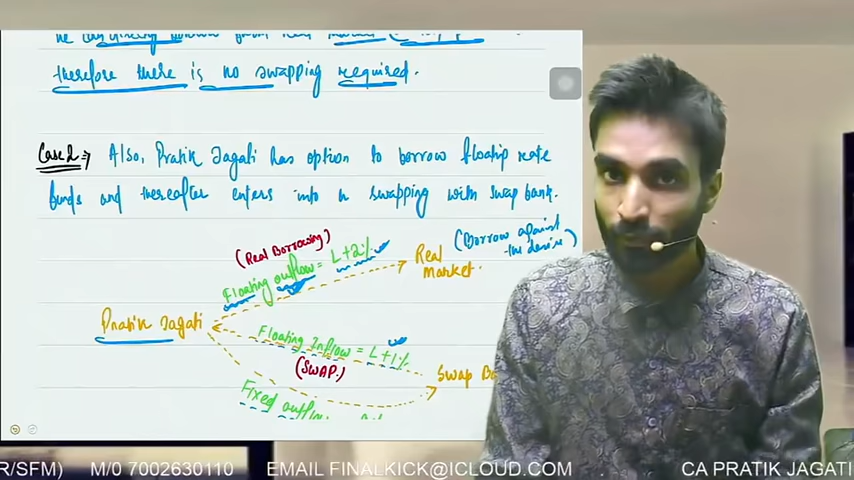 therefore there is no swapping required.
Case 2 ⇒ Also, Pratik Jagati has option to borrow floating rate
funds and thereafter enters into a swapping with swap bank.
(Real Borrowing)
Floating outflow = L+2%
Real
Market.
(Borrow against
the desire)
Pratik Jagati
Floating Inflow = L+1%
(SWAP)
Swap
Fixed
R/SFM) M/0 7002630110 EMAIL FINALKICK@ICLOUD.COM CA PRATIK JAGATI